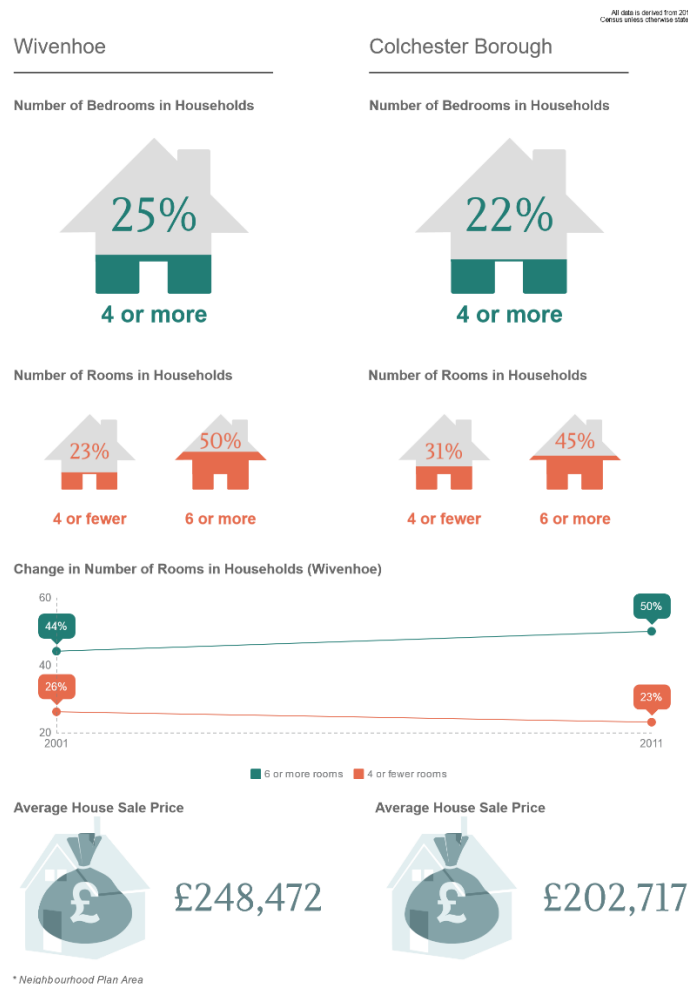 All data is derived from 201
Census unless otherwise state
Wivenhoe
Colchester Borough
Number of Bedrooms in Households
Number of Bedrooms in Households
25%
22%
4 or more
4 or more
Number of Rooms in Households
Number of Rooms in Households
23%
50%
31%
45%
4 or fewer
6 or more
4 or fewer
6 or more
Change in Number of Rooms in Households (Wivenhoe)
60
50%
44%
40
26%
23%
20
2001
2011
6 or more rooms
4 or fewer rooms
Average House Sale Price
Average House Sale Price
£
£248,472
£
£202,717
* Neighbourhood Plan Area